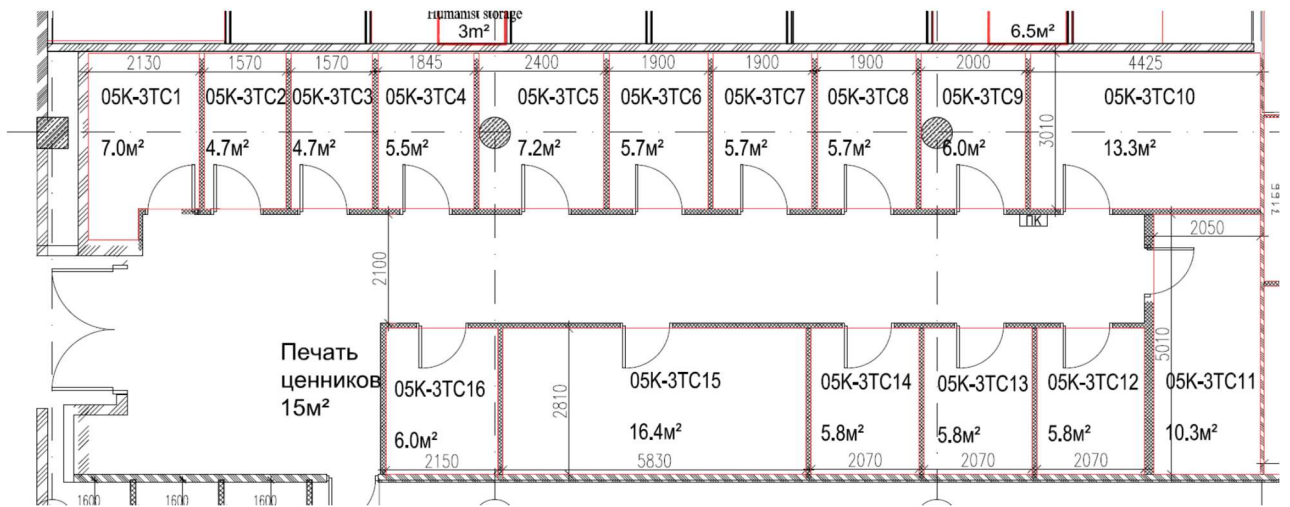 Humanist storage
3m²
6.5м²
2130
1570
1570
1845
2400
1900
1900
1900
2000
4425
05K-3TC1
05K-3TC2
05K-3TC3
05K-3TC4
05K-3TC5
05K-3TC6
05K-3TC7
05K-3TC8
05K-3TC9
05K-3TC10
3010
7.0м²
4.7м²
4.7м²
5.5м²
7.2м²
5.7м²
5.7м²
5.7м²
6.0м²
13.3м²
ПК
2050
2100
Печать
ценников
15м²
05K-3TC16
05K-3TC15
05K-3TC14
05K-3TC13
05K-3TC12
05K-3TC11
5010
2810
6.0м²
16.4м²
5.8м²
5.8м²
5.8м²
10.3м²
2150
5830
2070
2070
2070
1600
1600
1600